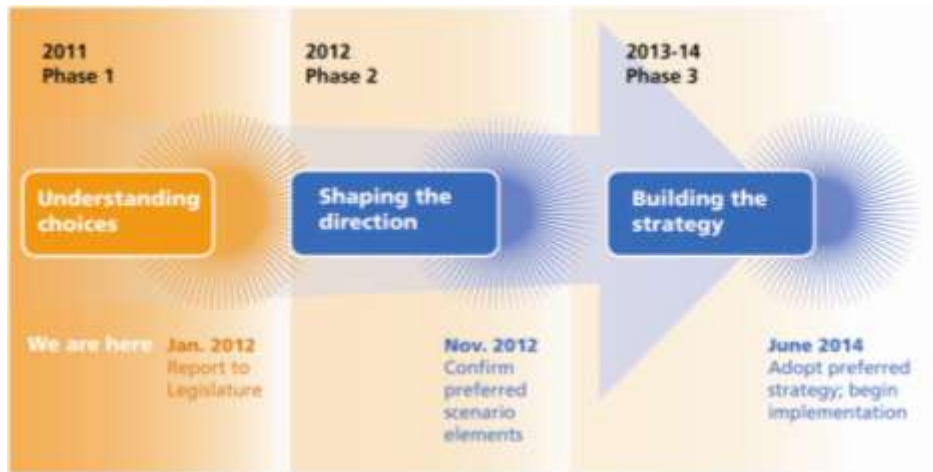 2011
Phase 1
2012
Phase 2
2013-14
Phase 3
Understanding
choices
Shaping the
direction
Building the
strategy
We are here
Jan. 2012
Report to
Legislature
Nov. 2012
Confirm
preferred
scenario
elements
June 2014
Adopt preferred
strategy; begin
implementation